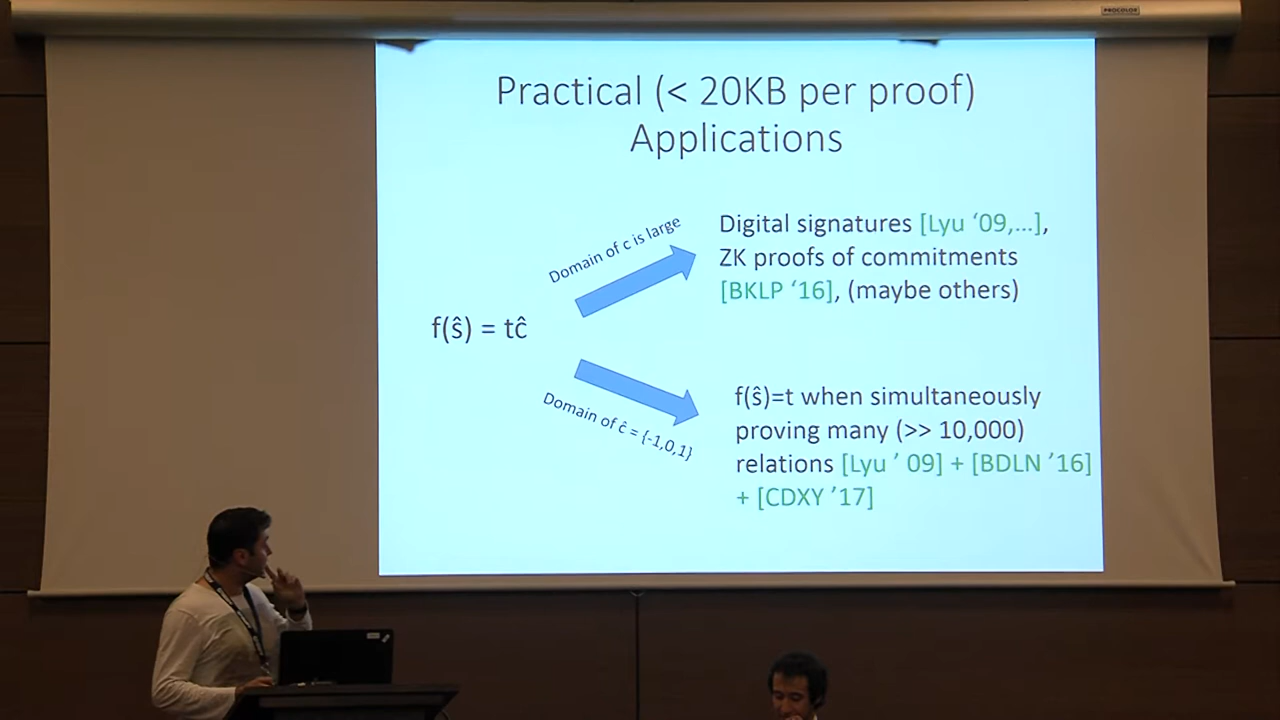 PROCOLOR
Practical (< 20KB per proof)
Applications
Domain of c is large
Digital signatures [Lyu ‘09,…],
ZK proofs of commitments
[BKLP ‘16], (maybe others)
f(ŝ) = tĉ
Domain of ĉ = {-1,0,1}
f(ŝ)=t when simultaneously
proving many (>> 10,000)
relations [Lyu ’ 09] + [BDLN ’16]
+ [CDXY ’17]